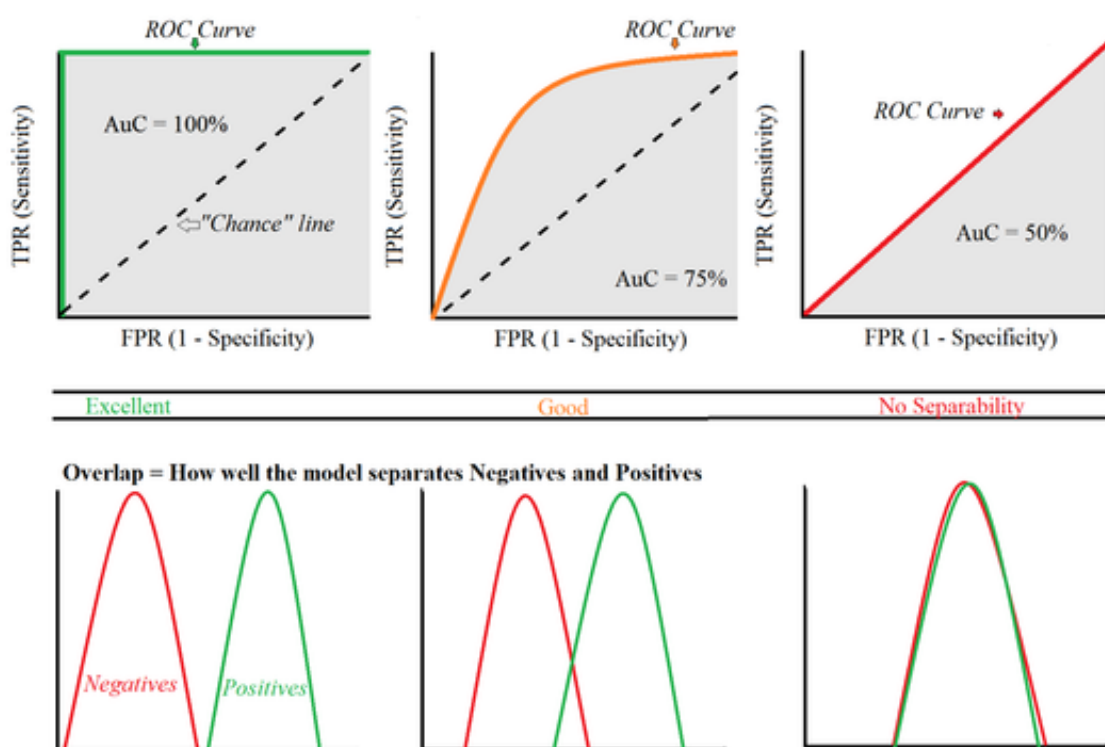 ROC Curve
TPR (Sensitivity)
AuC = 100%
"Chance" line
FPR (1 - Specificity)
ROC Curve
TPR (Sensitivity)
AuC = 75%
FPR (1 - Specificity)
ROC Curve
TPR (Sensitivity)
AuC = 50%
FPR (1 - Specificity)
Excellent
Good
No Separability
Overlap = How well the model separates Negatives and Positives
Negatives
Positives